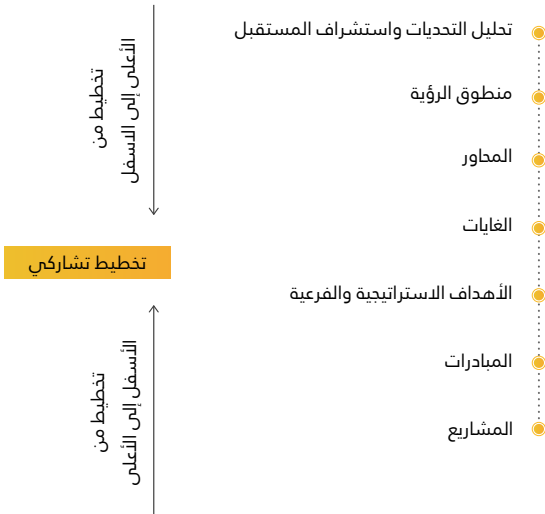 تحليل التحديات واستشراف المستقبل
منطوق الرؤية
المحاور
الغايات
الأهداف الاستراتيجية والفرعية
المبادرات
المشاريع
تخطيط من
الأعلى إلى الاسفل
تخطيط تشاركي
تخطيط من
الأسفل إلى الأعلى